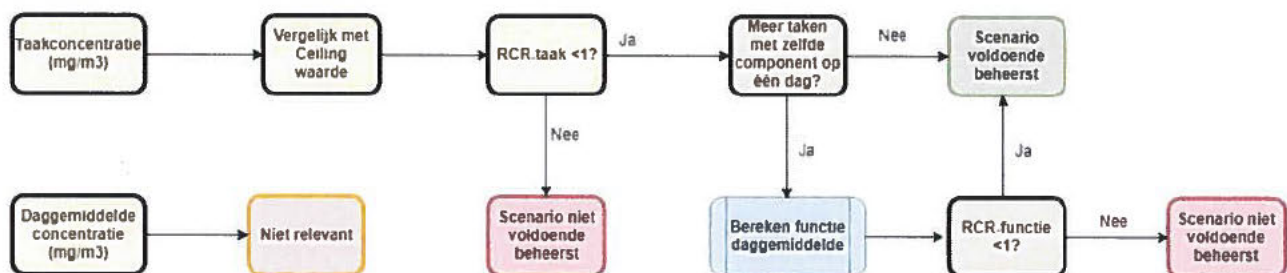 Taakconcentratie
(mg/m3)
Vergelijk met
Ceiling
waarde
RCR.taak <1?
Ja
Meer taken
met zelfde
component op
één dag?
Nee
Scenario
voldoende
beheerst
Nee
Ja
Ja
Daggemiddelde
concentratie
(mg/m3)
Niet relevant
Scenario niet
voldoende
beheerst
Bereken functie
daggemiddelde
RCR.functie
<1?
Nee
Scenario niet
voldoende
beheerst